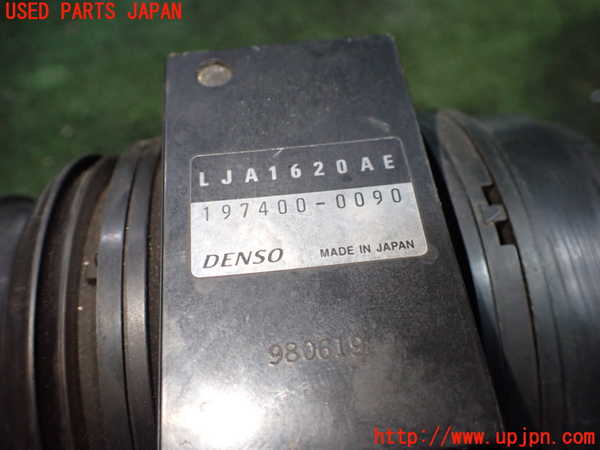 USED PARTS JAPAN
LJA1620AE
197400-0090
DENSO MADE IN JAPAN
980619
http://www.upjpn.com/